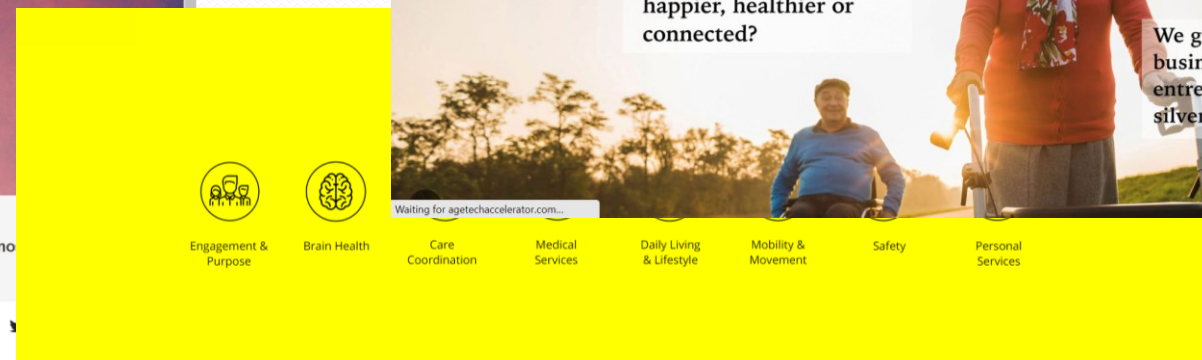 happier, healthier or
connected?
We g
busin
entre
silver
Waiting for agetechaccelerator.com...
Engagement &
Purpose
Brain Health
Care
Coordination
Medical
Services
Daily Living
& Lifestyle
Mobility &
Movement
Safety
Personal
Services